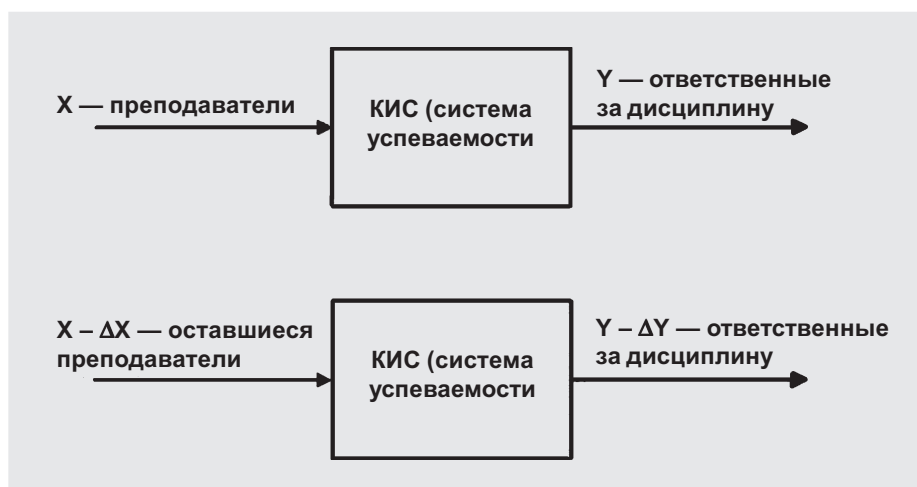 X — преподаватели
КИС (система
успеваемости
Y — ответственные
за дисциплину
X – ΔX — оставшиеся
преподаватели
КИС (система
успеваемости
Y – ΔY — ответственные
за дисциплину